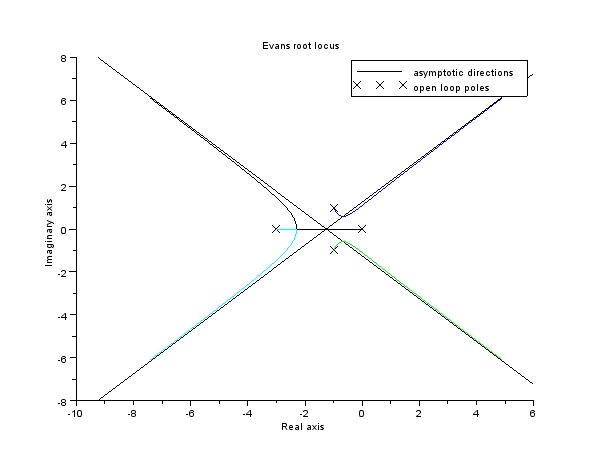 Evans root locus
asymptotic directions
open loop poles
8
6
4
2
0
-2
-4
-6
-8
Imaginary axis
-10 -8 -6 -4 -2 0 2 4 6
Real axis